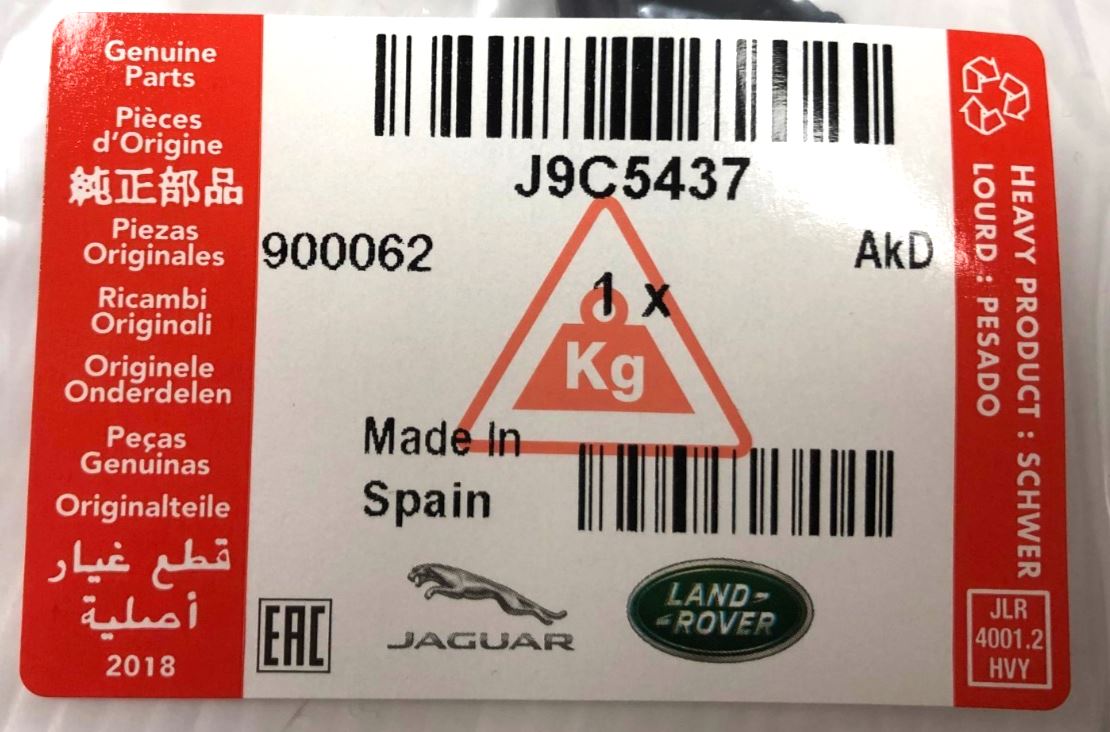 Genuine
Parts
Pièces
d'Origine
純正部品
Piezas
Originales
Ricambi
Originali
Originele
Onderdelen
Peças
Genuinas
Originalteile
قطع غيار
أصلية
2018
J9C5437
900062
AkD
1 x
Kg
Made In
Spain
EAC
JAGUAR
LAND-
-ROVER
HEAVY PRODUCT : SCHWER
LOURD : PESADO
JLR
4001.2
HVY